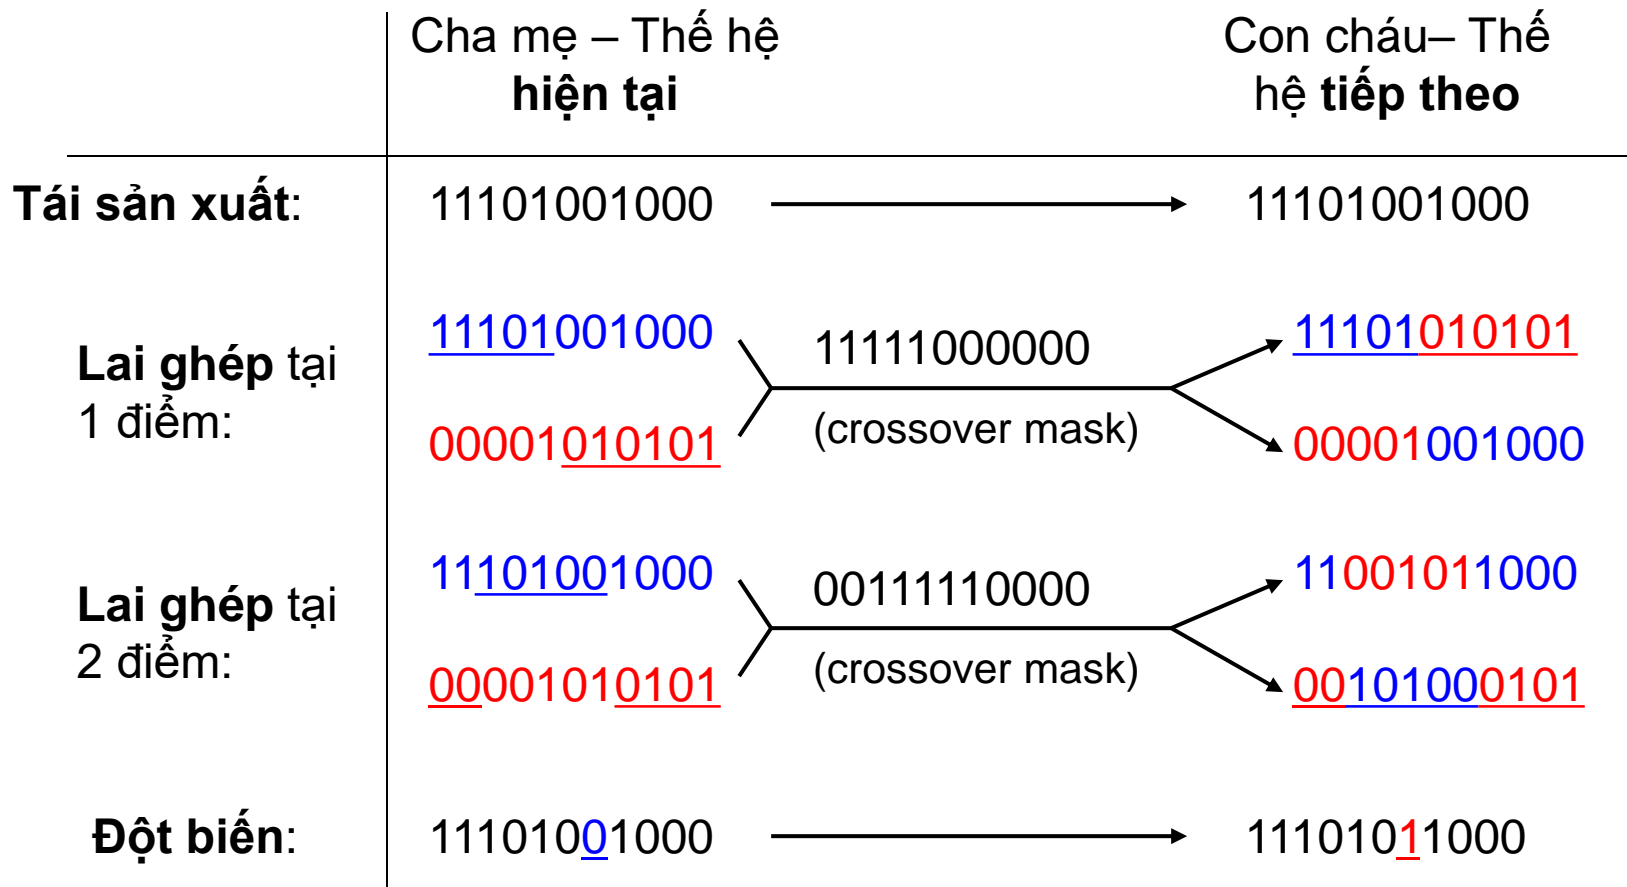 Cha mẹ – Thế hệ
hiện tại
Con cháu– Thế
hệ tiếp theo
Tái sản xuất:
11101001000
11101001000
Lai ghép tại
1 điểm:
11101001000
00001010101
11111000000
(crossover mask)
11101010101
00001001000
Lai ghép tại
2 điểm:
11101001000
00001010101
00111110000
(crossover mask)
11001011000
00101000101
Đột biến:
11101001000
11101011000